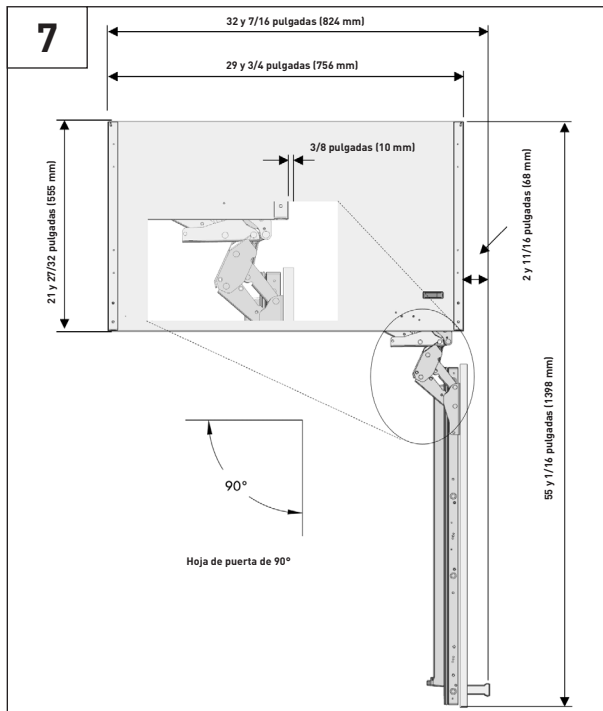 7
32 y 7/16 pulgadas (824 mm)
29 y 3/4 pulgadas (756 mm)
3/8 pulgadas (10 mm)
21 y 27/32 pulgadas (555 mm)
2 y 11/16 pulgadas (68 mm)
55 y 1/16 pulgadas (1398 mm)
90°
Hoja de puerta de 90°